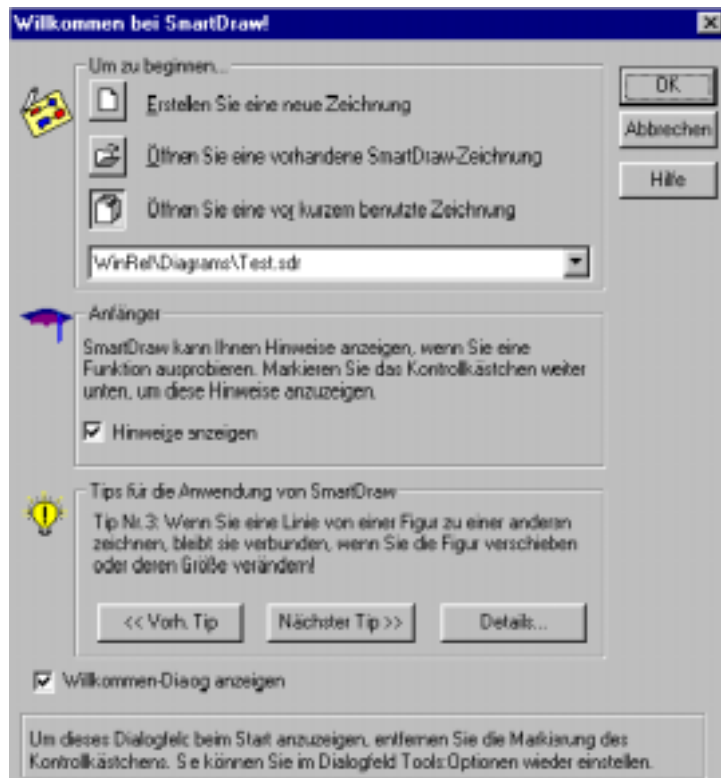 Willkommen bei SmartDraw!
Um zu beginnen...
Erstellen Sie eine neue Zeichnung
Öffnen Sie eine vorhandene SmartDraw-Zeichnung
Öffnen Sie eine vor kurzem benutzte Zeichnung
WinRel\Diagrams\Test.sdr
OK
Abbrechen
Hilfe
Anfänger
SmartDraw kann Ihnen Hinweise anzeigen, wenn Sie eine
Funktion ausprobieren. Markieren Sie das Kontrollkästchen weiter
unten, um diese Hinweise anzuzeigen.
Hinweise anzeigen
Tips für die Anwendung von SmartDraw
Tip Nr.3: Wenn Sie eine Linie von einer Figur zu einer anderen
zeichnen, bleibt sie verbunden, wenn Sie die Figur verschieben
oder deren Größe verändern!
<< Vorh. Tip
Nächster Tip >>
Details...
Willkommen-Diaog anzeigen
Um dieses Dialogfeld beim Start anzuzeigen, entfernen Sie die Markierung des
Kontrollkästchens. Sie können Sie im Dialogfeld Tools:Optionen wieder einstellen.